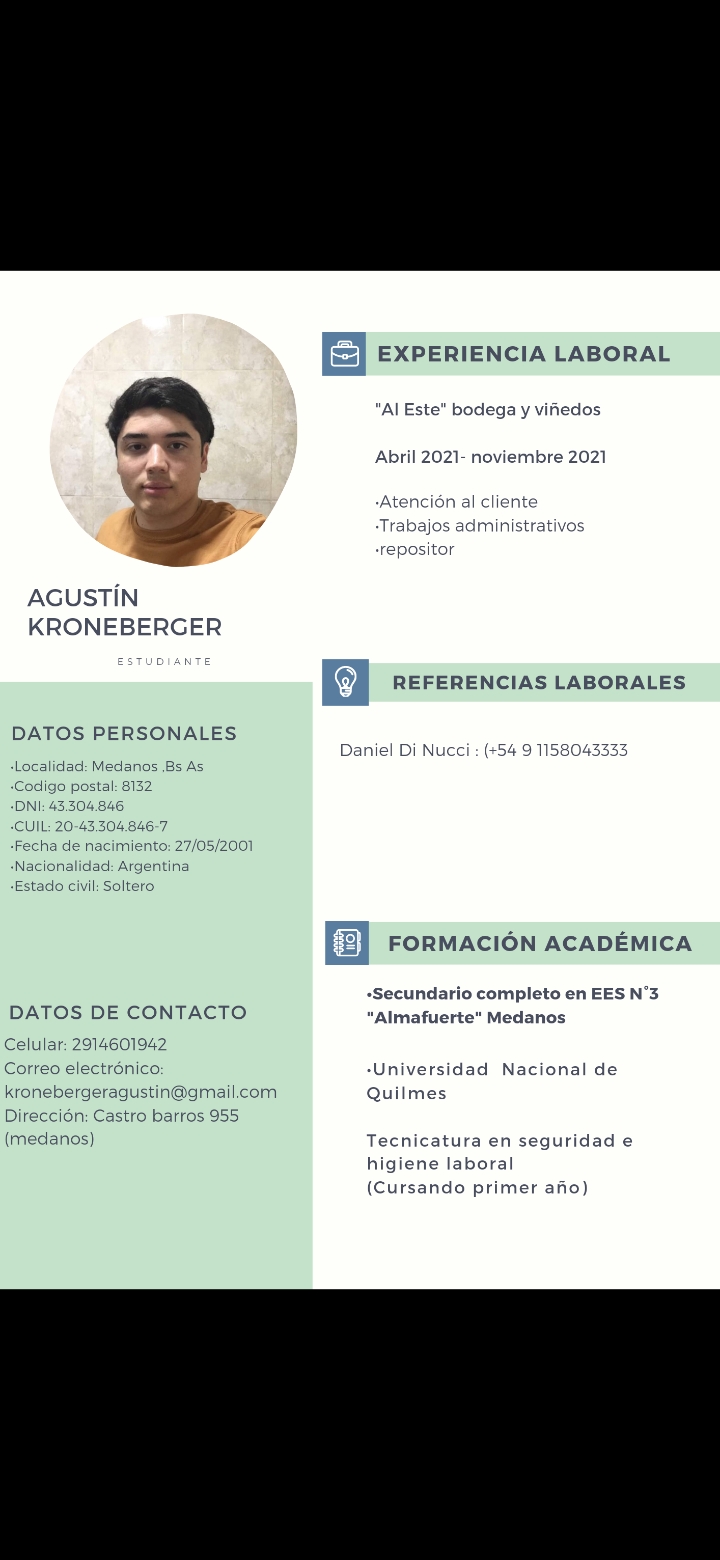 AGUSTÍN
KRONEBERGER
ESTUDIANTE
DATOS PERSONALES
•Localidad: Medanos ,Bs As
•Codigo postal: 8132
•DNI: 43.304.846
•CUIL: 20-43.304.846-7
•Fecha de nacimiento: 27/05/2001
•Nacionalidad: Argentina
•Estado civil: Soltero
DATOS DE CONTACTO
Celular: 2914601942
Correo electrónico:
kronebergeragustin@gmail.com
Dirección: Castro barros 955
(medanos)
EXPERIENCIA LABORAL
"Al Este" bodega y viñedos
Abril 2021- noviembre 2021
•Atención al cliente
•Trabajos administrativos
•repositor
REFERENCIAS LABORALES
Daniel Di Nucci : (+54 9 1158043333
FORMACIÓN ACADÉMICA
•Secundario completo en EES N°3
"Almafuerte" Medanos
•Universidad Nacional de
Quilmes
Tecnicatura en seguridad e
higiene laboral
(Cursando primer año)